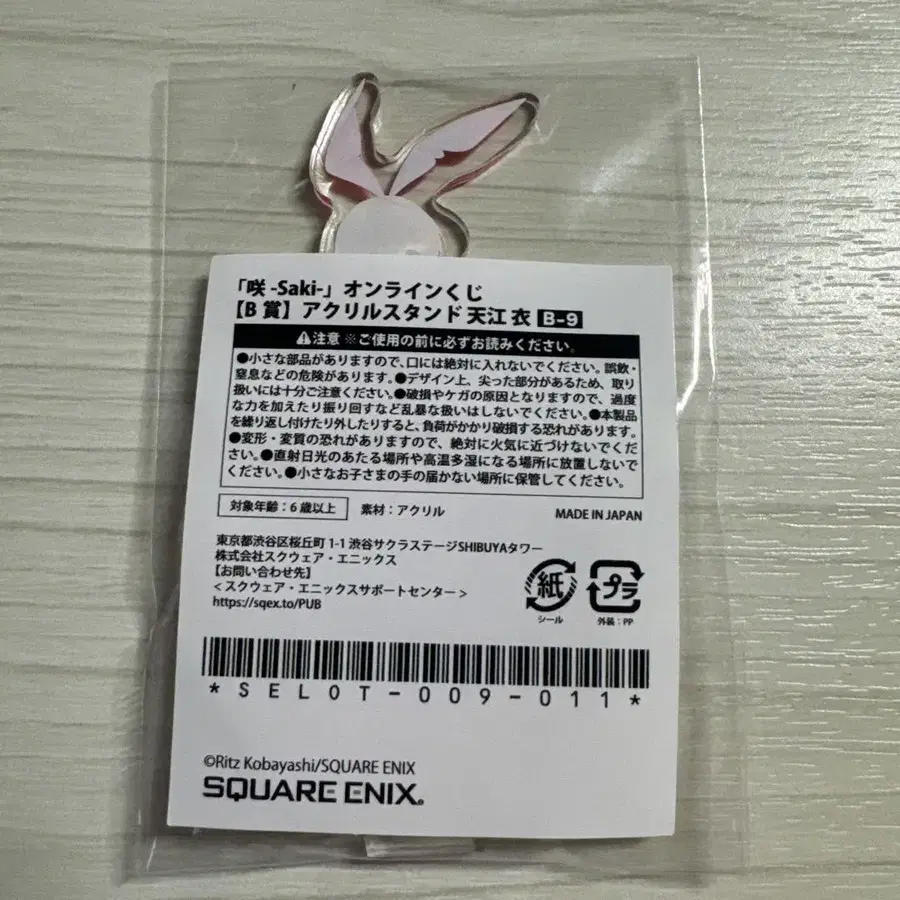 「咲 -Saki-」オンラインくじ
【B 賞】アクリルスタンド 天江 衣 B-9
⚠注意 ※ご使用の前に必ずお読みください。
●小さな部品がありますので、口には絶対に入れないでください。誤飲・
窒息などの危険があります。●デザイン上、尖った部分があるため、取り
扱いには十分ご注意ください。●破損やケガの原因となりますので、過度
な力を加えたり振り回すなど乱暴な扱いはしないでください。●本製品
を繰り返し付けたり外したりすると、負荷がかかり破損する恐れがあります。
●変形・変質の恐れがありますので、絶対に火気に近づけないでくだ
さい。●直射日光のあたる場所や高温多湿になる場所に放置しないで
ください。●小さなお子さまの手の届かない場所に保管してください。
対象年齢：6 歳以上 素材：アクリル MADE IN JAPAN
東京都渋谷区桜丘町 1-1 渋谷サクラステージSHIBUYAタワー
株式会社スクウェア・エニックス
【お問い合わせ先】
＜スクウェア・エニックスサポートセンター＞
https://sqex.to/PUB
紙 プラ
シール 外装：PP
*SEL0T-009-011*
©Ritz Kobayashi/SQUARE ENIX
SQUARE ENIX®